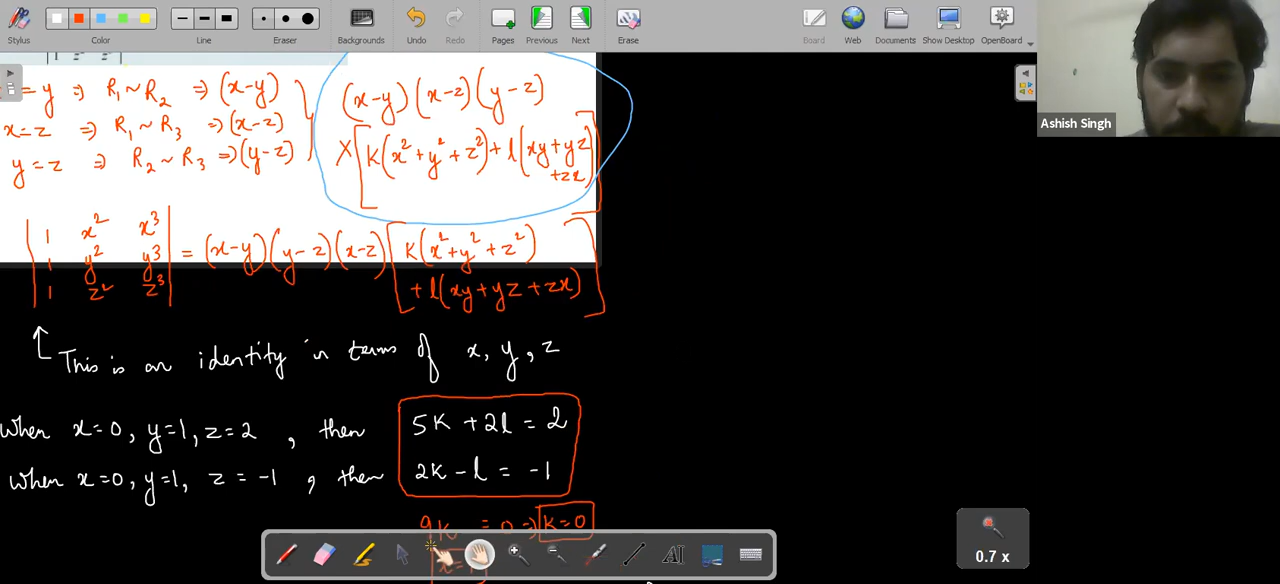 Stylus Color Line Eraser Backgrounds Undo Redo Pages Previous Next Erase Board Web Documents Show Desktop OpenBoard
= y ⇒ R₁ ~ R₂ ⇒ (x-y)
x=z ⇒ R₁ ~ R₃ ⇒ (x-z)
y=z ⇒ R₂ ~ R₃ ⇒ (y-z)
(x-y)(x-z)(y-z)
×[K(x²+y²+z²)+l(xy+yz
+zx)]
Ashish Singh
|1 x² x³|
|1 y² y³| = (x-y)(y-z)(x-z)[K(x²+y²+z²)
|1 z² z³| +l(xy+yz+zx)]
↑ This is an identity in terms of x, y, z
When x=0, y=1, z=2 , then 5K+2l=2
When x=0, y=1, z=-1 , then 2K-l=-1
9K =0 ⇒ K=0
0.7 x